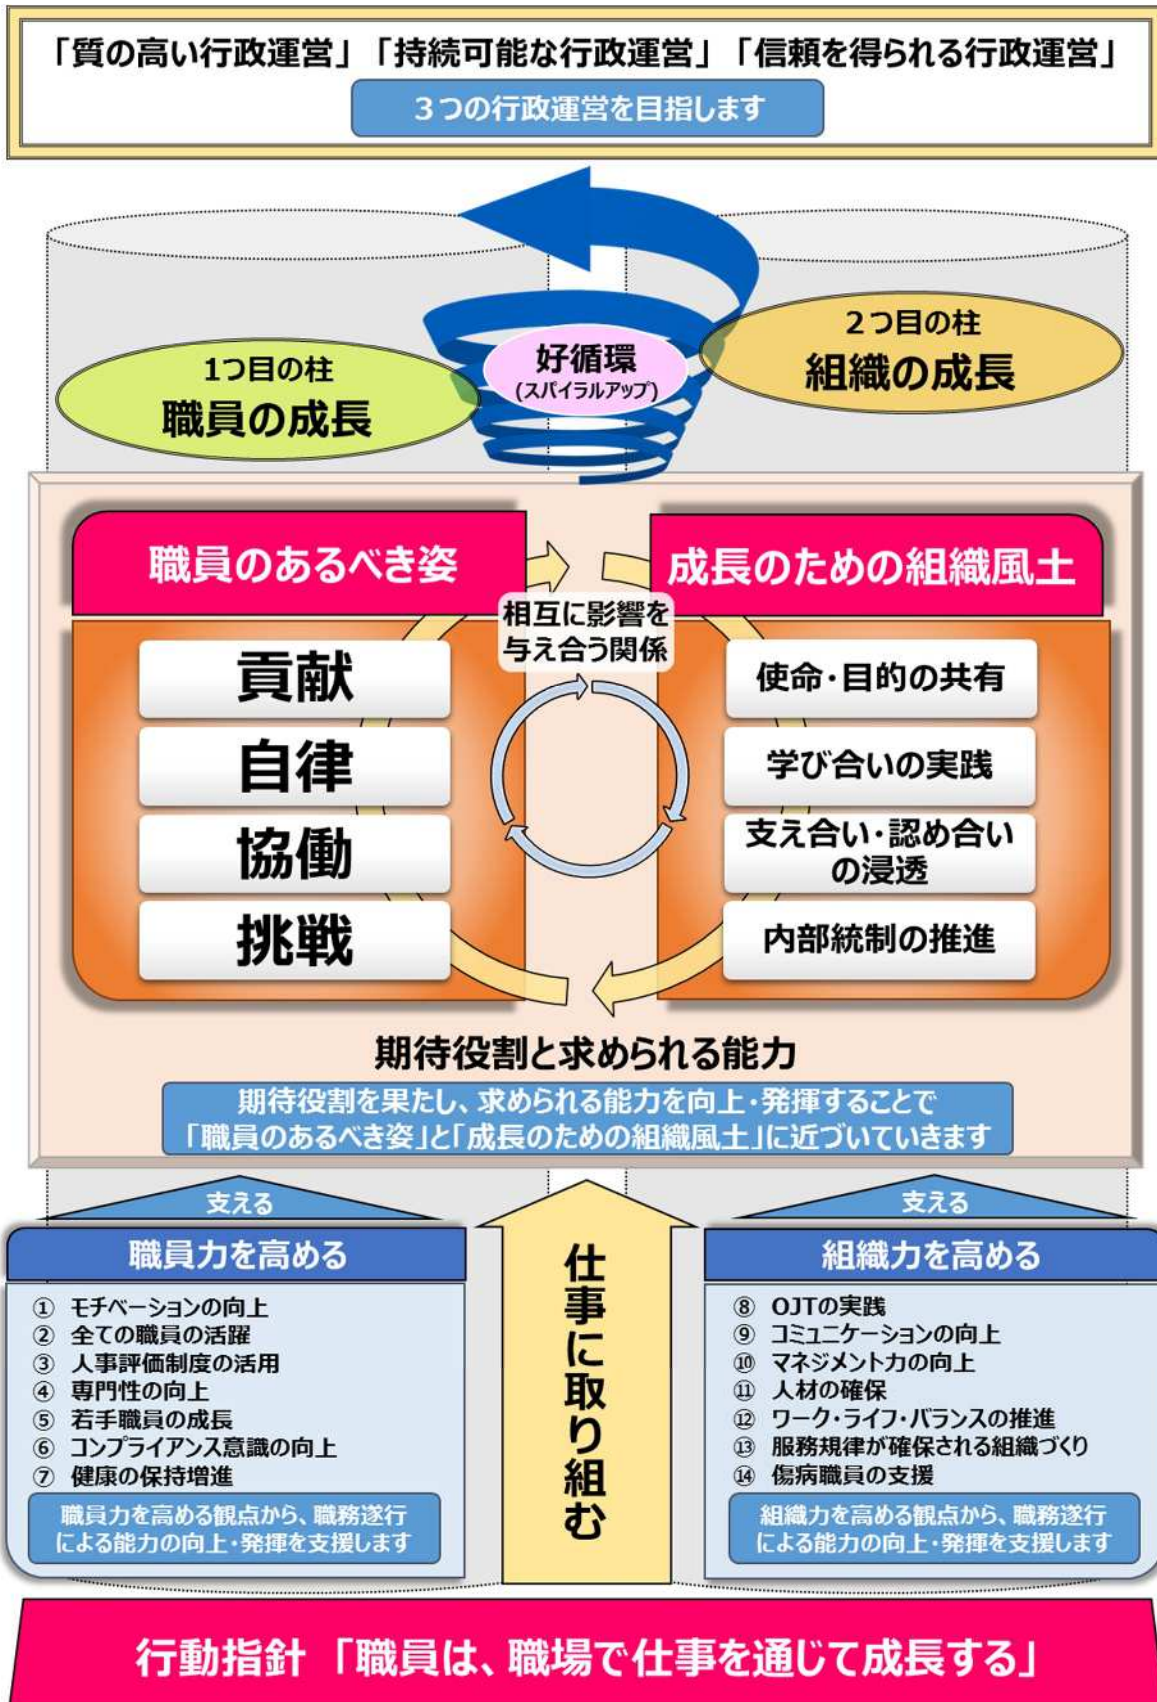 「質の高い行政運営」「持続可能な行政運営」「信頼を得られる行政運営」
３つの行政運営を目指します
1つ目の柱
職員の成長
好循環
(スパイラルアップ)
２つ目の柱
組織の成長
職員のあるべき姿
成長のための組織風土
相互に影響を
与え合う関係
貢献
自律
協働
挑戦
使命･目的の共有
学び合いの実践
支え合い･認め合い
の浸透
内部統制の推進
期待役割と求められる能力
期待役割を果たし、求められる能力を向上･発揮することで
「職員のあるべき姿」と「成長のための組織風土」に近づいていきます
支える
職員力を高める
① モチベーションの向上
② 全ての職員の活躍
③ 人事評価制度の活用
④ 専門性の向上
⑤ 若手職員の成長
⑥ コンプライアンス意識の向上
⑦ 健康の保持増進
職員力を高める観点から、職務遂行
による能力の向上･発揮を支援します
仕事に取り組む
支える
組織力を高める
⑧ OJTの実践
⑨ コミュニケーションの向上
⑩ マネジメント力の向上
⑪ 人材の確保
⑫ ワーク･ライフ･バランスの推進
⑬ 服務規律が確保される組織づくり
⑭ 傷病職員の支援
組織力を高める観点から、職務遂行
による能力の向上･発揮を支援します
行動指針 「職員は、職場で仕事を通じて成長する」